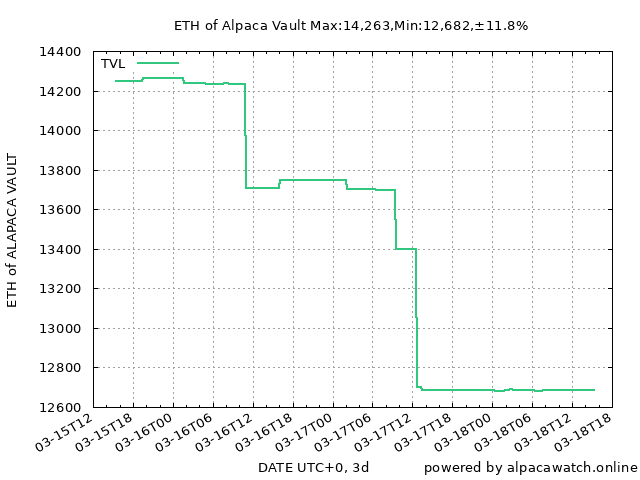 ETH of Alpaca Vault Max:14,263,Min:12,682,±11.8%
TVL
14400
14200
14000
13800
13600
13400
13200
13000
12800
12600
ETH of ALAPACA VAULT
03-15T12
03-15T18
03-16T00
03-16T06
03-16T12
03-16T18
03-17T00
03-17T06
03-17T12
03-17T18
03-18T00
03-18T06
03-18T12
03-18T18
DATE UTC+0, 3d
powered by alpacawatch.online